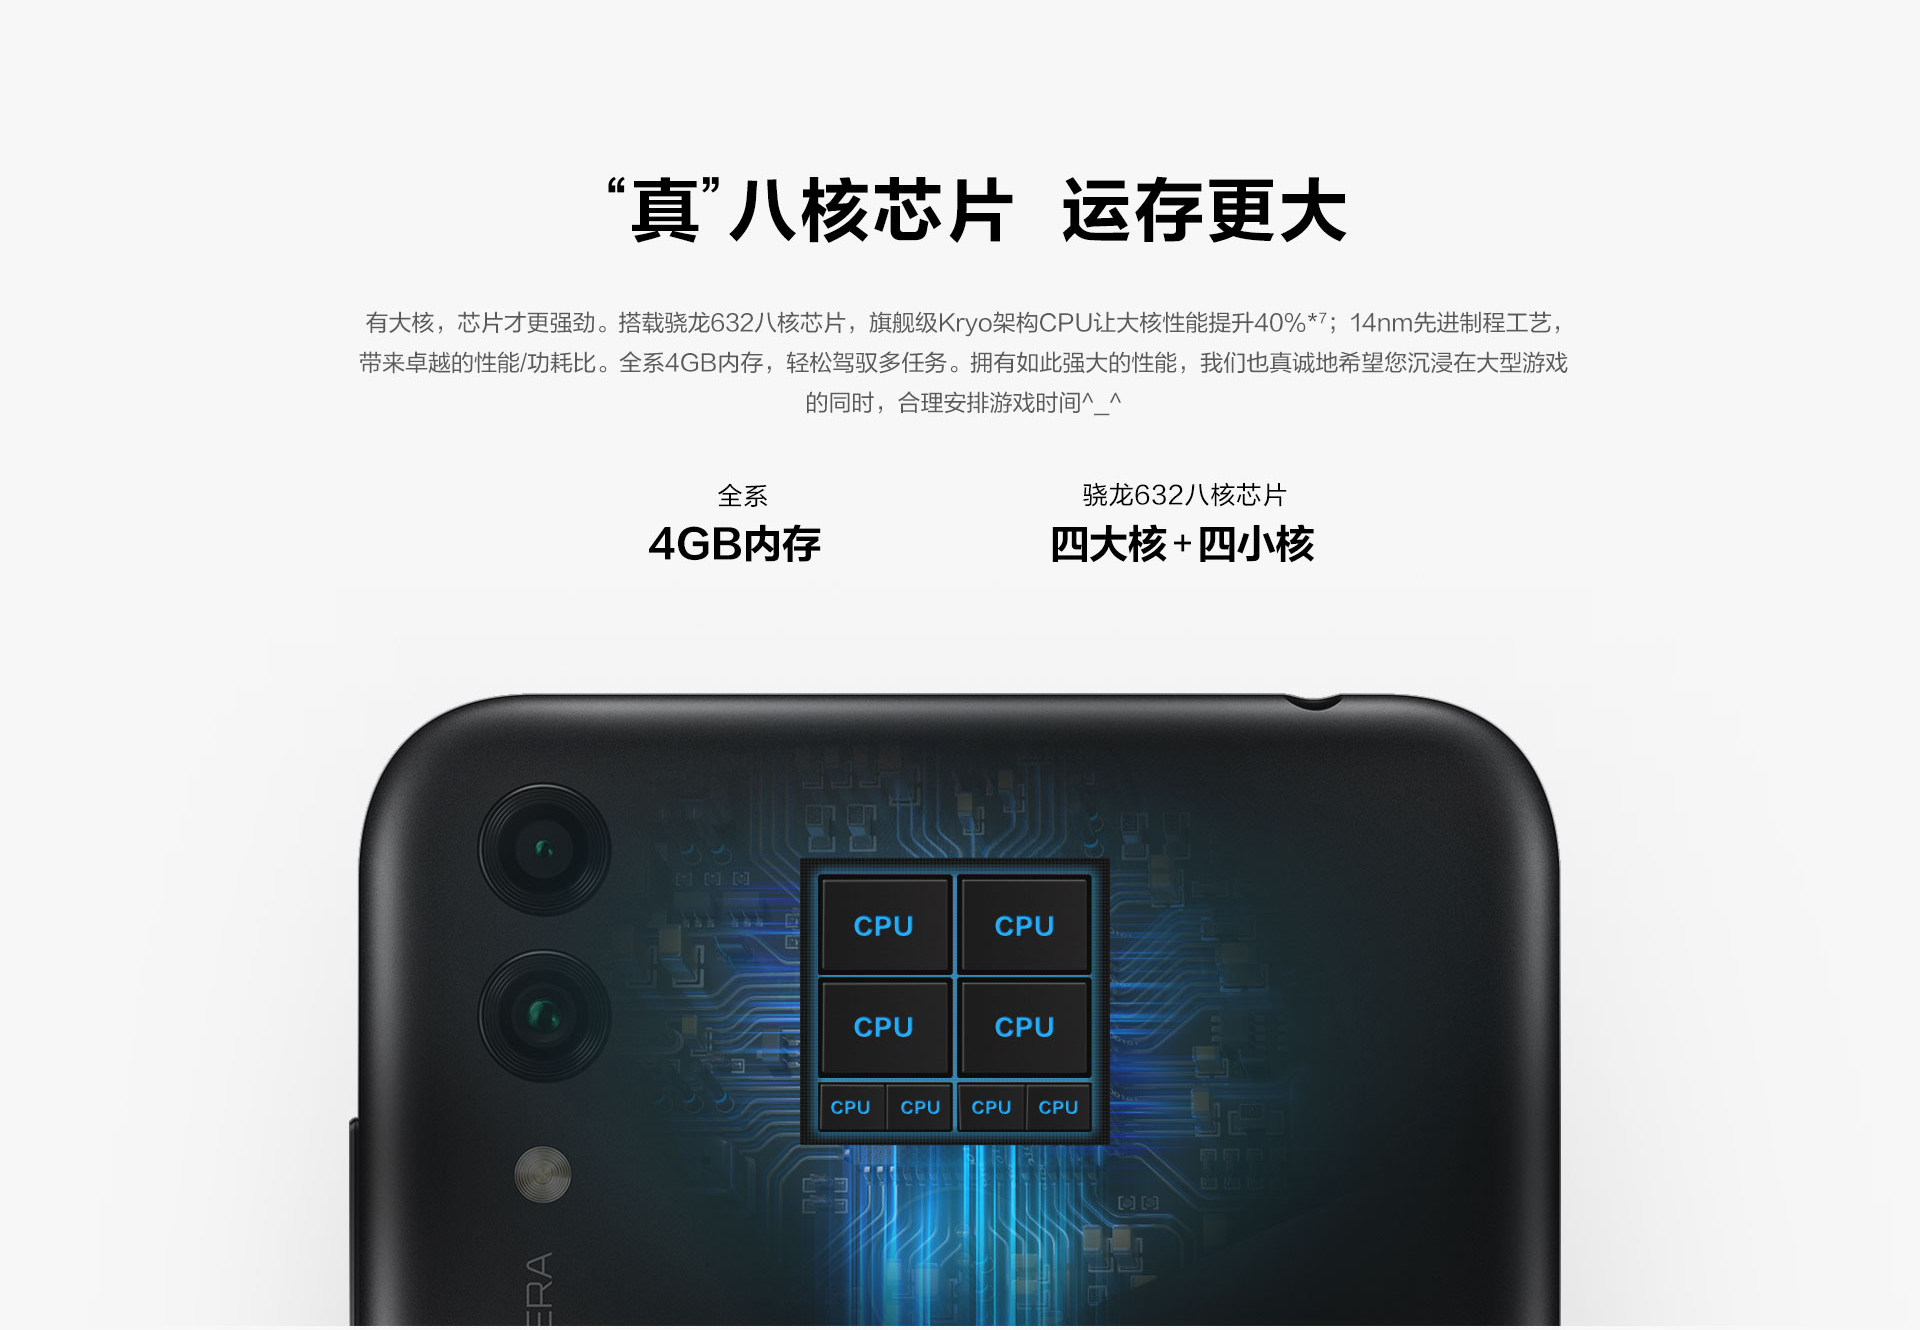 “真”八核芯片 运存更大
有大核，芯片才更强劲。搭载骁龙632八核芯片，旗舰级Kryo架构CPU让大核性能提升40%*7；14nm先进制程工艺，
带来卓越的性能/功耗比。全系4GB内存，轻松驾驭多任务。拥有如此强大的性能，我们也真诚地希望您沉浸在大型游戏
的同时，合理安排游戏时间^_^
全系
4GB内存
骁龙632八核芯片
四大核+四小核
CPU CPU
CPU CPU
CPU CPU CPU CPU
ERA